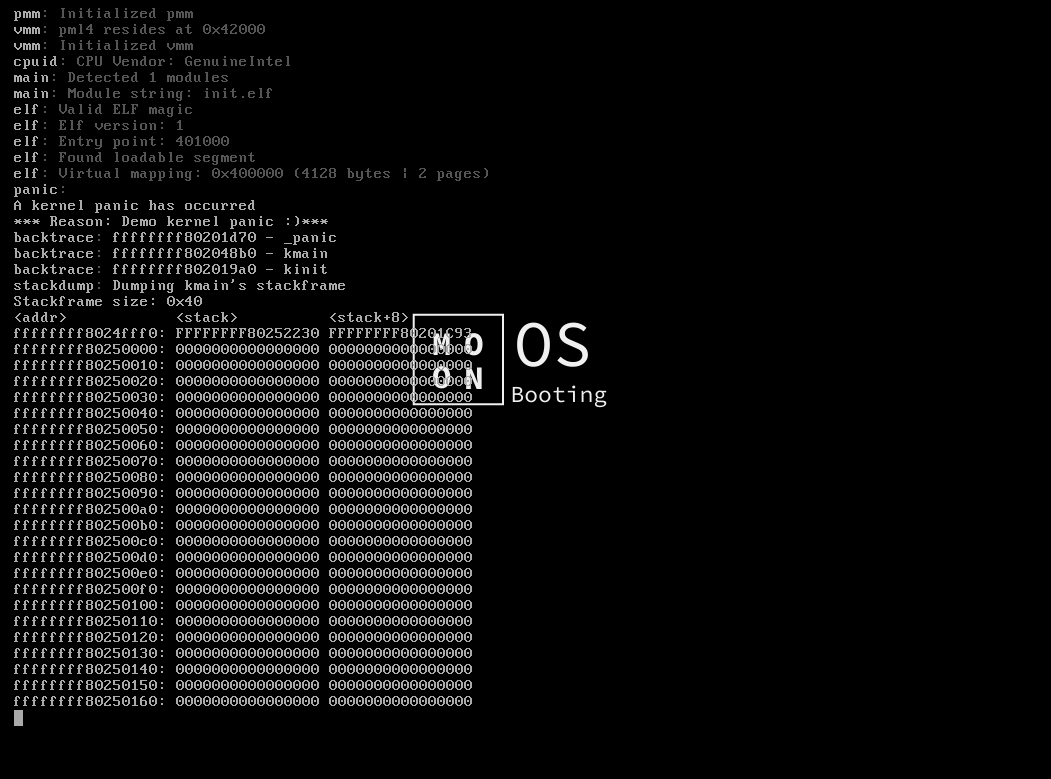 pmm: Initialized pmm
vmm: pml4 resides at 0x42000
vmm: Initialized vmm
cpuid: CPU Vendor: GenuineIntel
main: Detected 1 modules
main: Module string: init.elf
elf: Valid ELF magic
elf: Elf version: 1
elf: Entry point: 401000
elf: Found loadable segment
elf: Virtual mapping: 0x400000 (4128 bytes | 2 pages)
panic:
A kernel panic has occurred
*** Reason: Demo kernel panic :)***
backtrace: ffffffff80201d70 - _panic
backtrace: ffffffff802048b0 - kmain
backtrace: ffffffff802019a0 - kinit
stackdump: Dumping kmain's stackframe
Stackframe size: 0x40
<addr> <stack> <stack+8>
ffffffff8024fff0: FFFFFFFF80252230 FFFFFFFF80201C93
ffffffff80250000: 0000000000000000 0000000000000000
ffffffff80250010: 0000000000000000 0000000000000000
ffffffff80250020: 0000000000000000 0000000000000000
ffffffff80250030: 0000000000000000 0000000000000000
ffffffff80250040: 0000000000000000 0000000000000000
ffffffff80250050: 0000000000000000 0000000000000000
ffffffff80250060: 0000000000000000 0000000000000000
ffffffff80250070: 0000000000000000 0000000000000000
ffffffff80250080: 0000000000000000 0000000000000000
ffffffff80250090: 0000000000000000 0000000000000000
ffffffff802500a0: 0000000000000000 0000000000000000
ffffffff802500b0: 0000000000000000 0000000000000000
ffffffff802500c0: 0000000000000000 0000000000000000
ffffffff802500d0: 0000000000000000 0000000000000000
ffffffff802500e0: 0000000000000000 0000000000000000
ffffffff802500f0: 0000000000000000 0000000000000000
ffffffff80250100: 0000000000000000 0000000000000000
ffffffff80250110: 0000000000000000 0000000000000000
ffffffff80250120: 0000000000000000 0000000000000000
ffffffff80250130: 0000000000000000 0000000000000000
ffffffff80250140: 0000000000000000 0000000000000000
ffffffff80250150: 0000000000000000 0000000000000000
ffffffff80250160: 0000000000000000 0000000000000000
MO
ON
OS
Booting